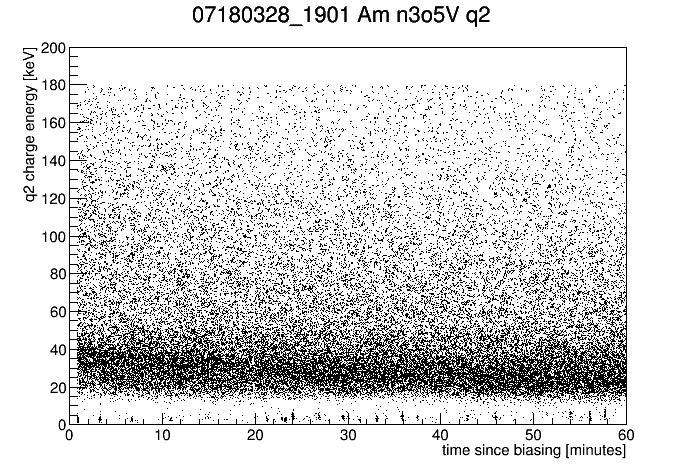 07180328_1901 Am n3o5V q2
q2 charge energy [keV]
200
180
160
140
120
100
80
60
40
20
0
0 10 20 30 40 50 60
time since biasing [minutes]